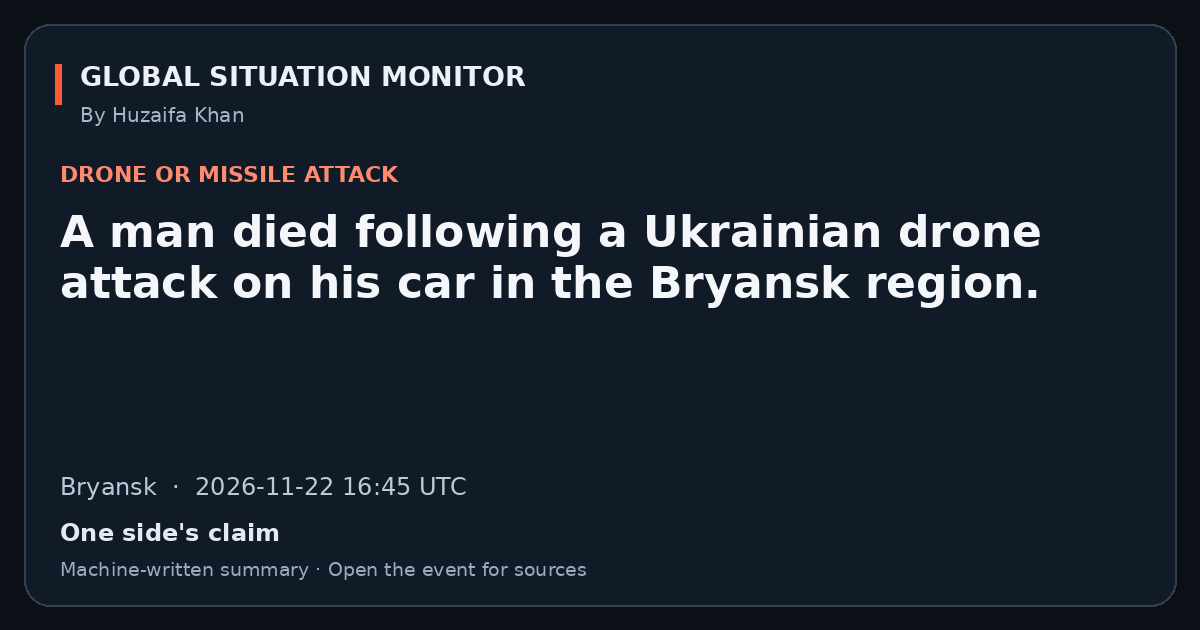 GLOBAL SITUATION MONITOR
By Huzaifa Khan
DRONE OR MISSILE ATTACK
A man died following a Ukrainian drone
attack on his car in the Bryansk region.
Bryansk · 2026-11-22 16:45 UTC
One side's claim
Machine-written summary · Open the event for sources